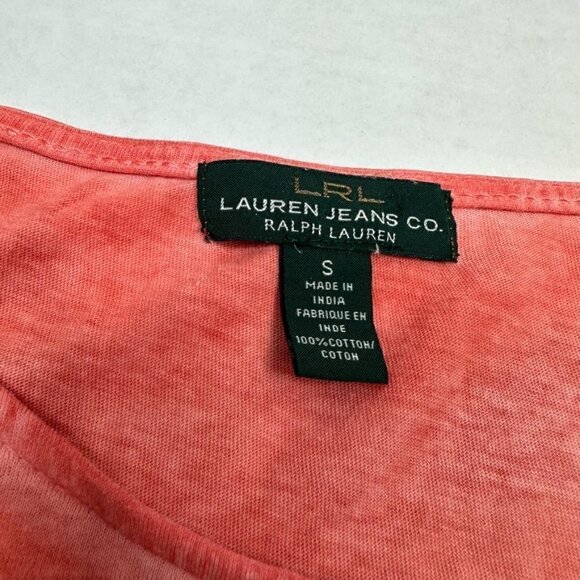 LRL
LAUREN JEANS CO.
RALPH LAUREN
S
MADE IN
INDIA
FABRIQUE EN
INDE
100% COTTON/
COTON